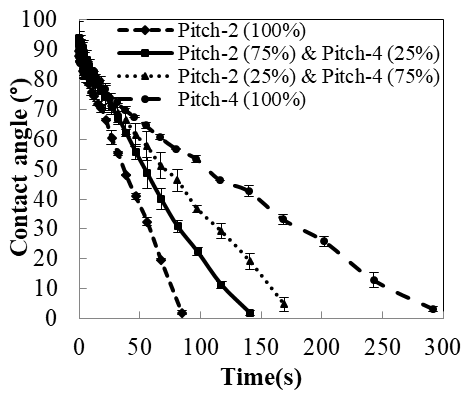 100
90
80
70
60
50
40
30
20
10
0
Contact angle (°)
Pitch-2 (100%)
Pitch-2 (75%) & Pitch-4 (25%)
Pitch-2 (25%) & Pitch-4 (75%)
Pitch-4 (100%)
0 50 100 150 200 250 300
Time(s)